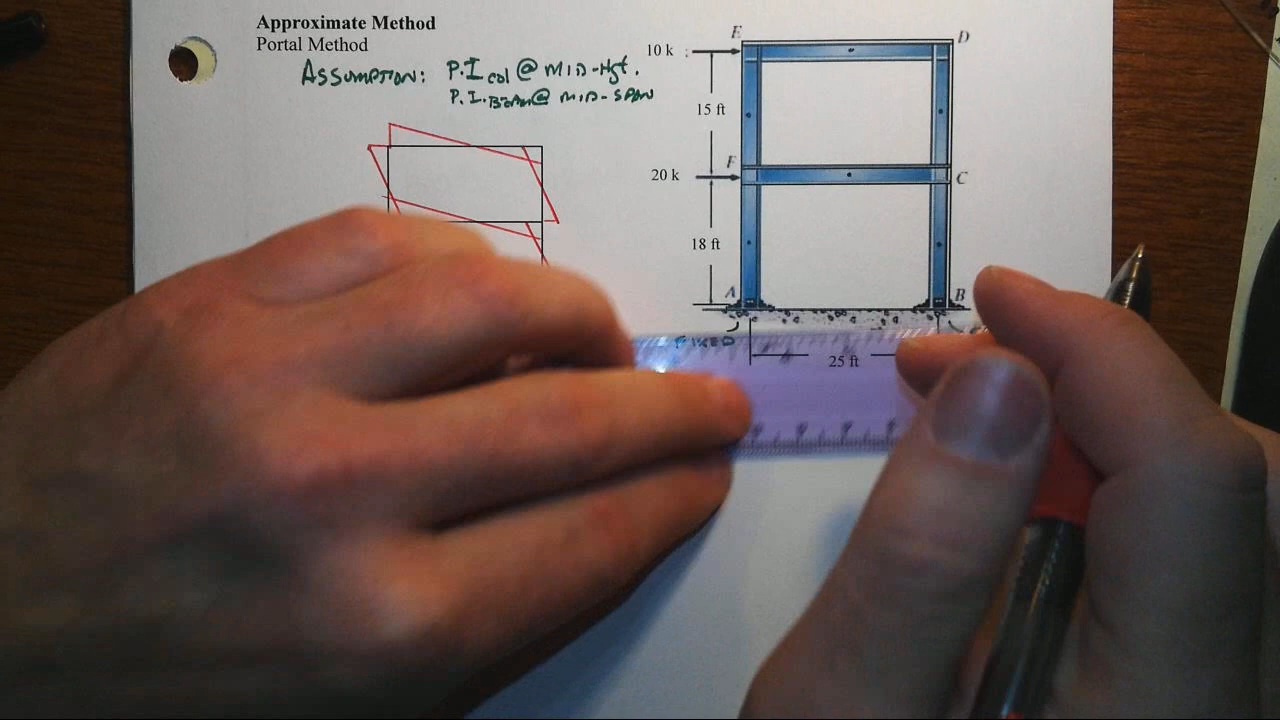 Approximate Method
Portal Method
ASSUMPTION: P.I col @ MID-Hgt.
P.I. BEAM @ MID-SPAN
E
D
10 k
15 ft
F
20 k
C
18 ft
A
B
FIXED
25 ft